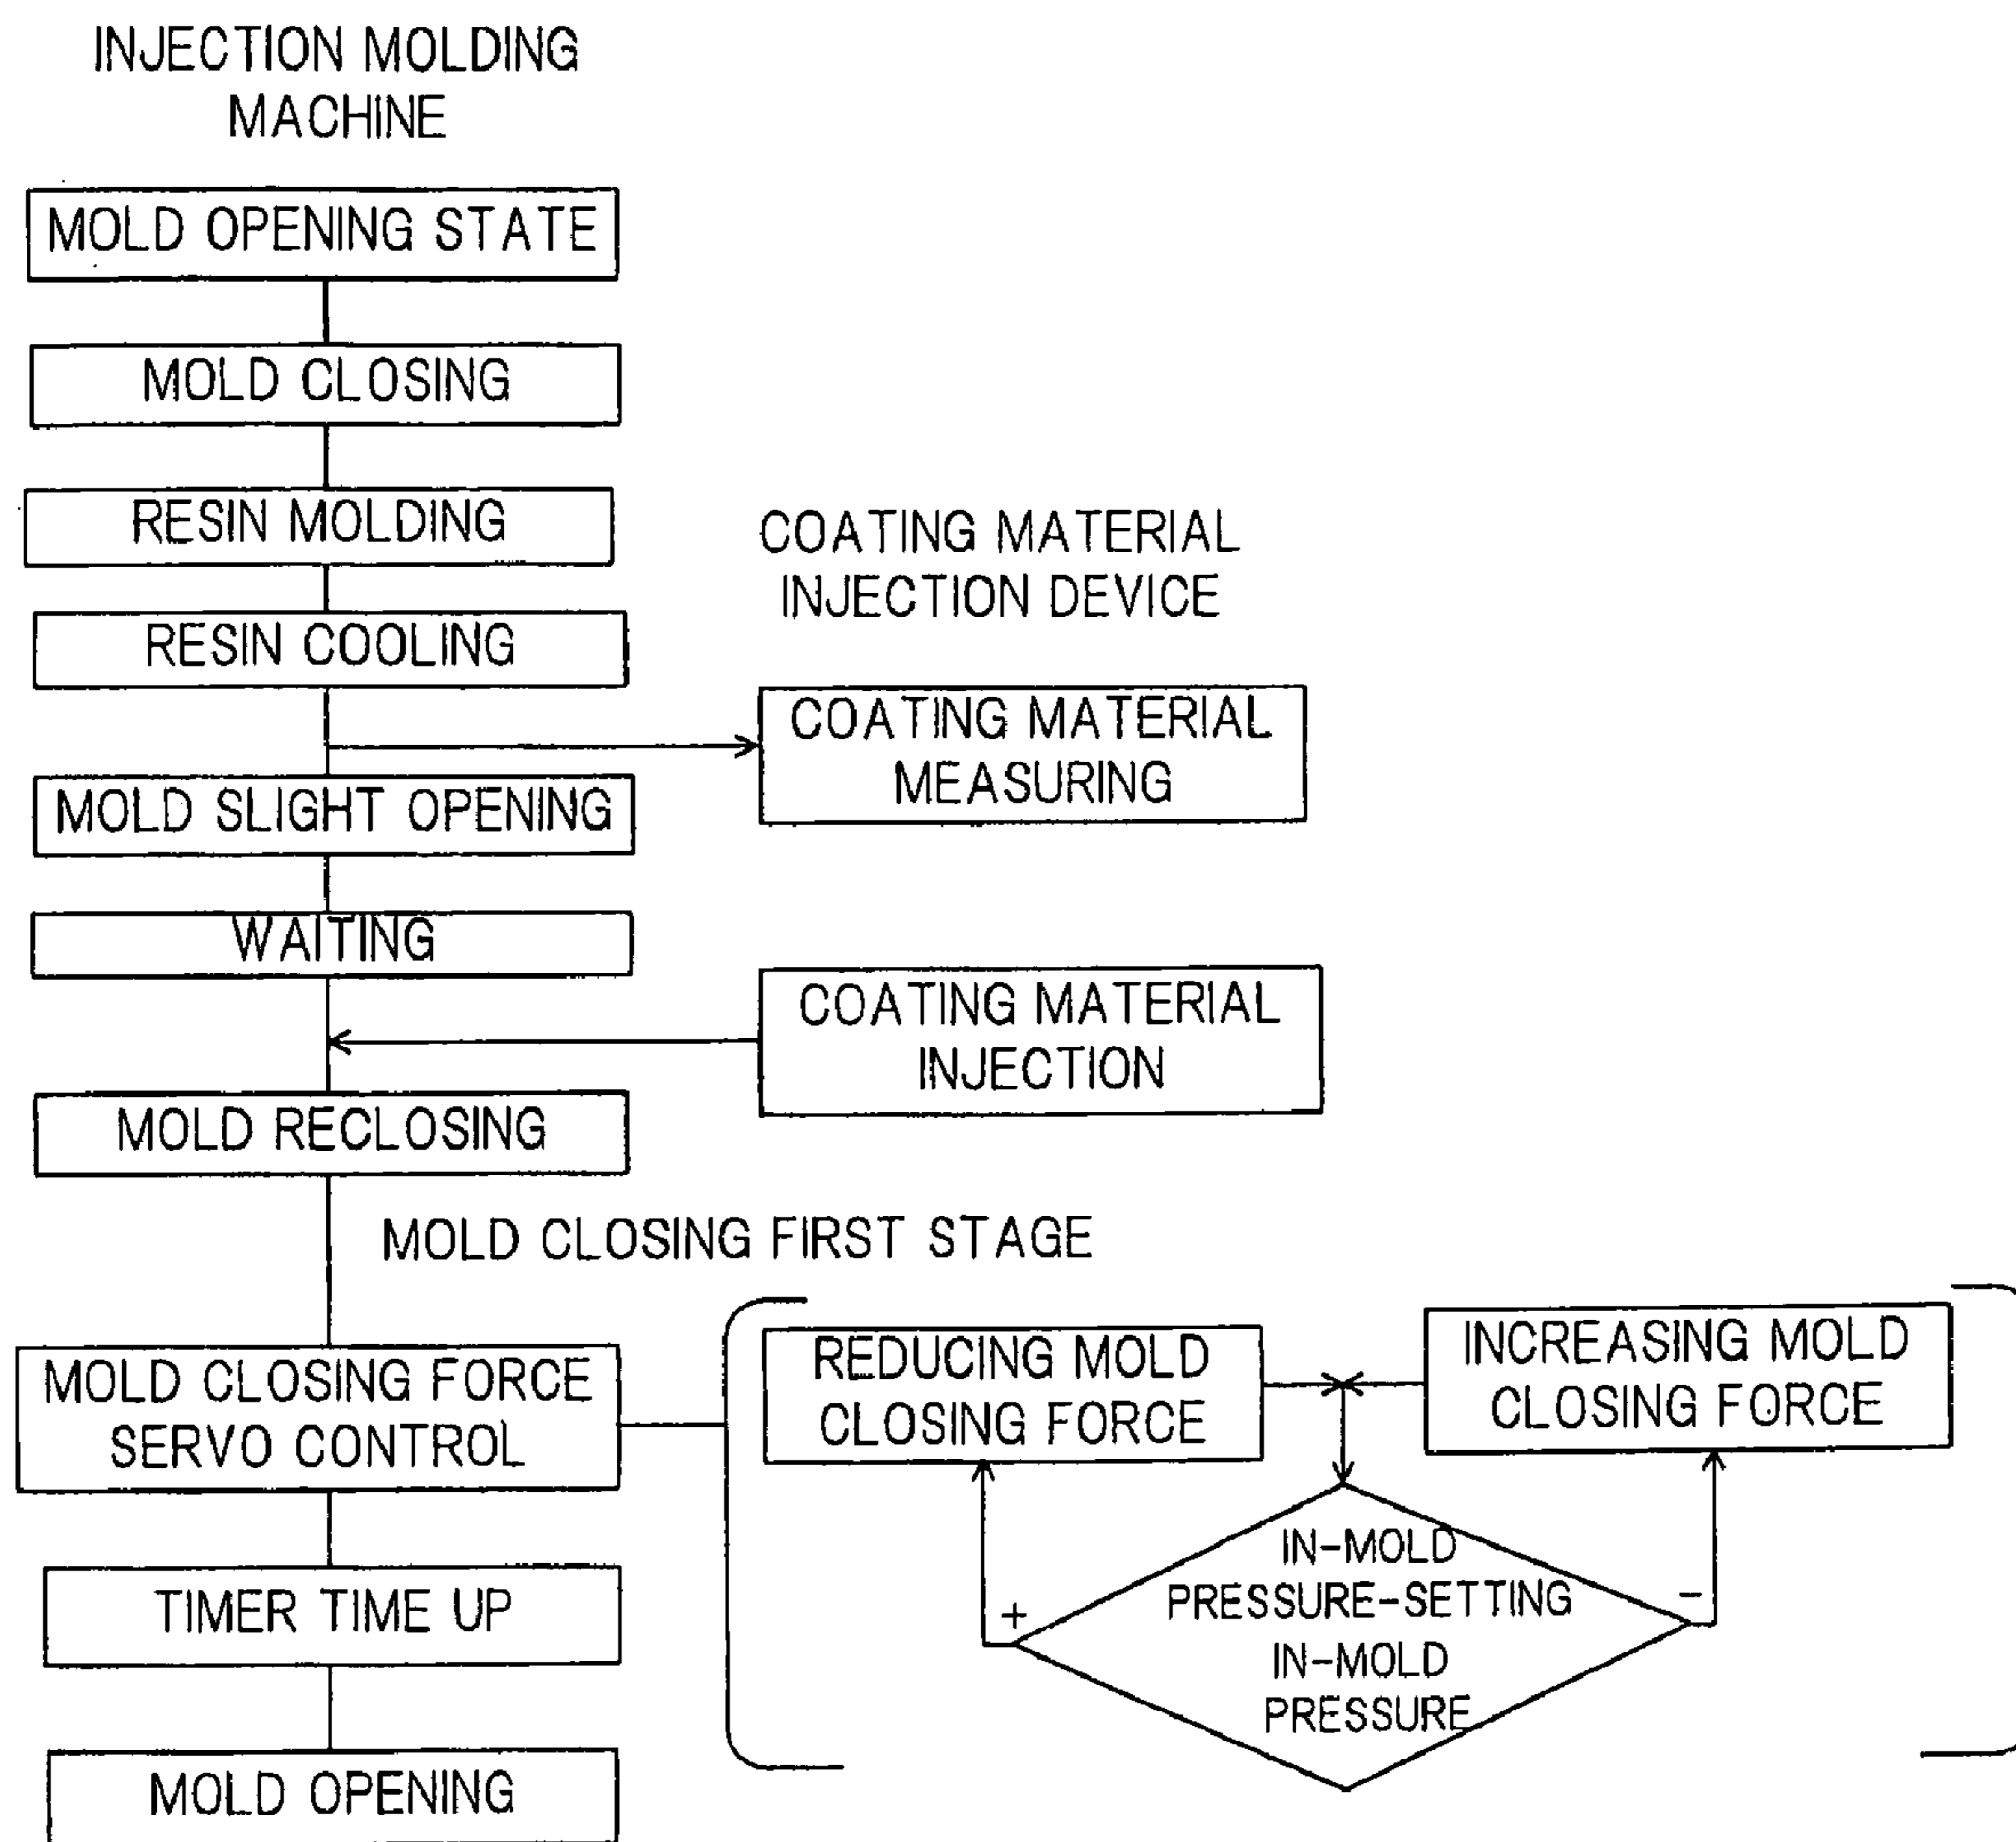 INJECTION MOLDING
MACHINE
MOLD OPENING STATE
MOLD CLOSING
RESIN MOLDING
RESIN COOLING
COATING MATERIAL
INJECTION DEVICE
COATING MATERIAL
MEASURING
MOLD SLIGHT OPENING
WAITING
COATING MATERIAL
INJECTION
MOLD RECLOSING
MOLD CLOSING FIRST STAGE
MOLD CLOSING FORCE
SERVO CONTROL
REDUCING MOLD
CLOSING FORCE
INCREASING MOLD
CLOSING FORCE
IN-MOLD
PRESSURE-SETTING
IN-MOLD
PRESSURE
+
-
TIMER TIME UP
MOLD OPENING